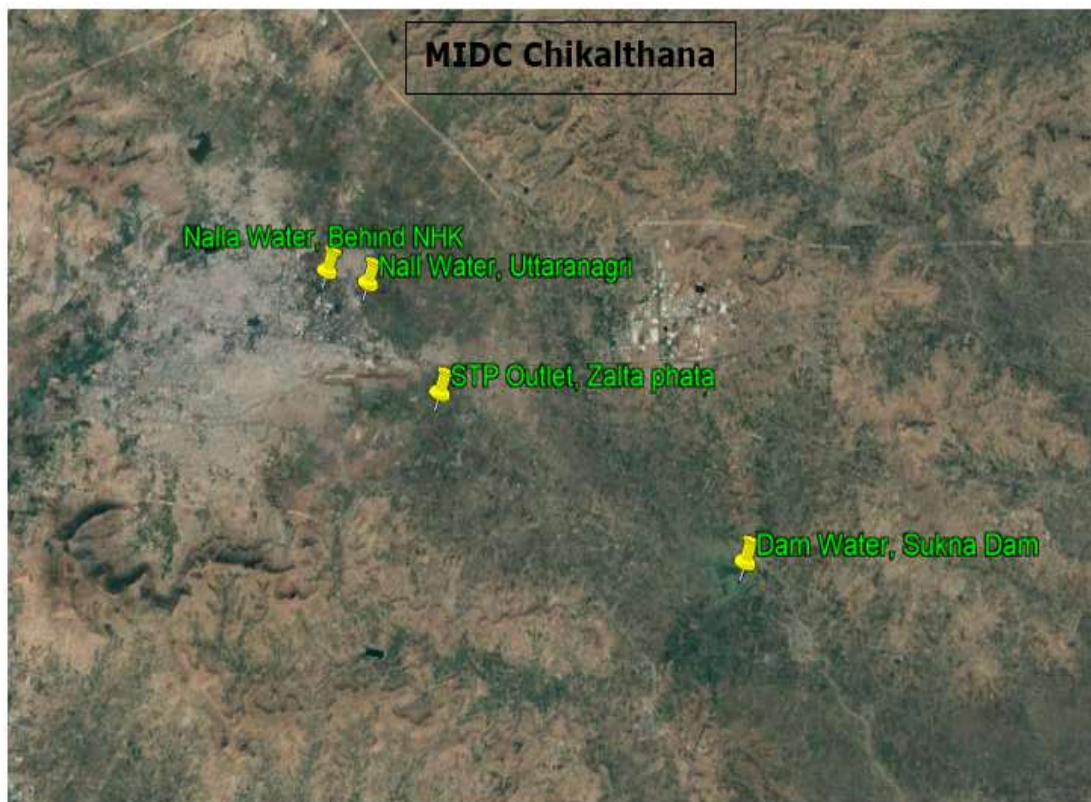 MIDC Chikalthana
Nalla Water, Behind NHK
Nall Water, Uttaranagri
STP Outlet, Zalta phata
Dam Water, Sukna Dam